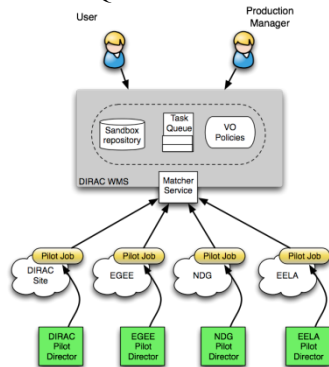 User
Production
Manager
Sandbox
repository
Task
Queue
VO
Policies
DIRAC WMS
Matcher
Service
Pilot Job
Pilot Job
Pilot Job
Pilot Job
DIRAC
Site
EGEE
NDG
EELA
DIRAC
Pilot
Director
EGEE
Pilot
Director
NDG
Pilot
Director
EELA
Pilot
Director